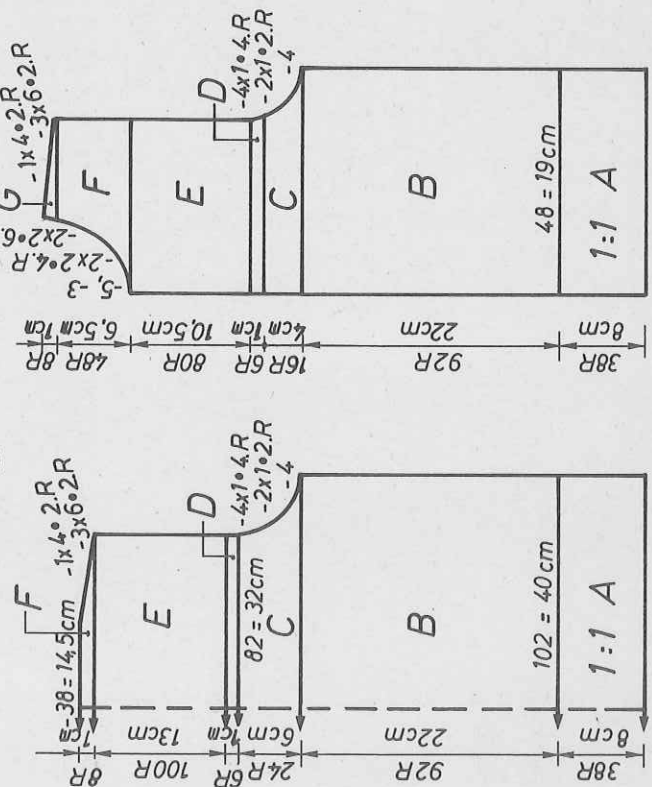 G
-1x4•2.R
-3x6•2.R
-2x2•6.
-2x2•4.R
-5,-3
F
E
D
-4x1•4.R
-2x1•2.R
-4
C
B
48=19cm
1:1 A
8R 1cm
48R 6,5cm
80R 10,5cm
6R 1cm
16R 4cm
92R 22cm
38R 8cm
F
-38=14,5cm
-1x4•2.R
-3x6•2.R
E
D
-4x1•4.R
-2x1•2.R
-4
82=32cm
C
B
102=40cm
1:1 A
8R 1cm
100R 13cm
6R 1cm
24R 6cm
92R 22cm
38R 8cm